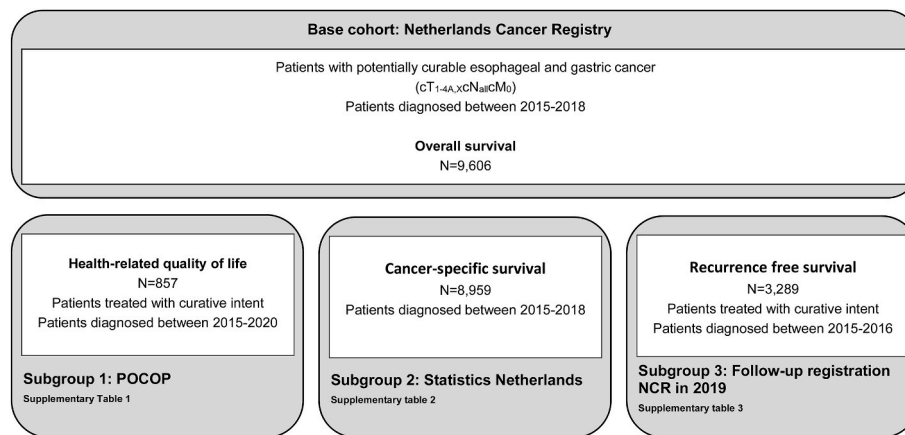 Base cohort: Netherlands Cancer Registry
Patients with potentially curable esophageal and gastric cancer
(cT1-4A,XcNallcM0)
Patients diagnosed between 2015-2018
Overall survival
N=9,606
Health-related quality of life
N=857
Patients treated with curative intent
Patients diagnosed between 2015-2020
Subgroup 1: POCOP
Supplementary Table 1
Cancer-specific survival
N=8,959
Patients diagnosed between 2015-2018
Subgroup 2: Statistics Netherlands
Supplementary table 2
Recurrence free survival
N=3,289
Patients treated with curative intent
Patients diagnosed between 2015-2016
Subgroup 3: Follow-up registration
NCR in 2019
Supplementary table 3